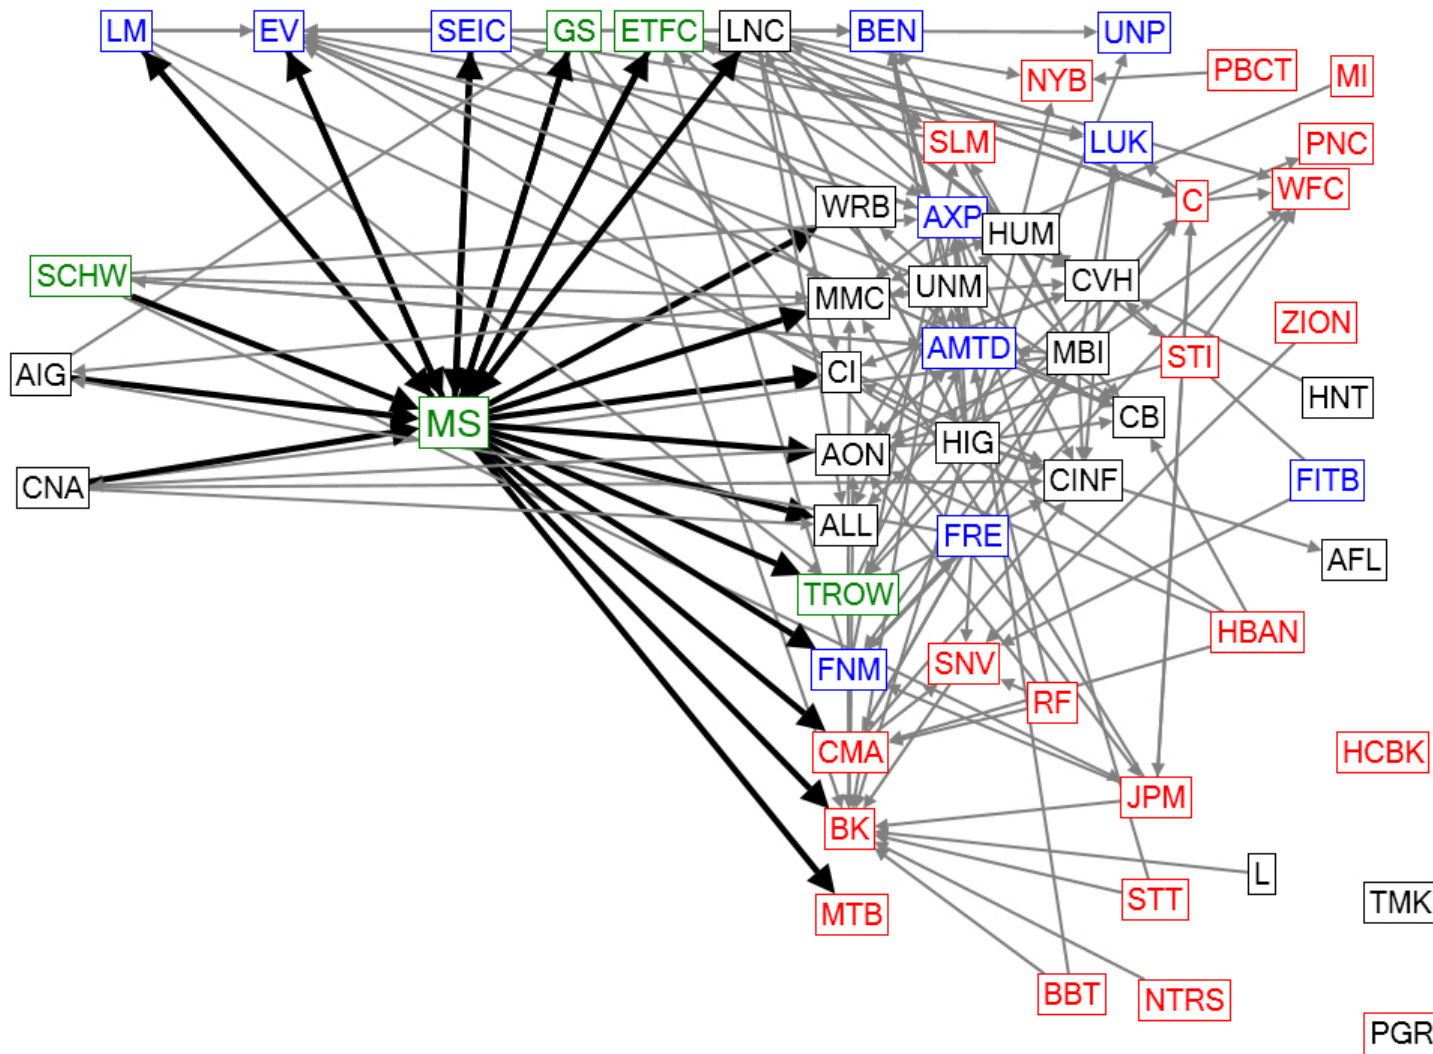 LM
EV
SEIC
GS
ETFC
LNC
BEN
UNP
NYB
PBCT
MI
SLM
LUK
PNC
C
WFC
WRB
AXP
HUM
SCHW
MMC
UNM
CVH
ZION
AMTD
MBI
STI
AIG
CI
HNT
MS
CB
AON
HIG
CNA
CINF
FITB
ALL
FRE
AFL
TROW
HBAN
FNM
SNV
RF
CMA
HCBK
JPM
BK
L
STT
TMK
MTB
BBT
NTRS
PGR